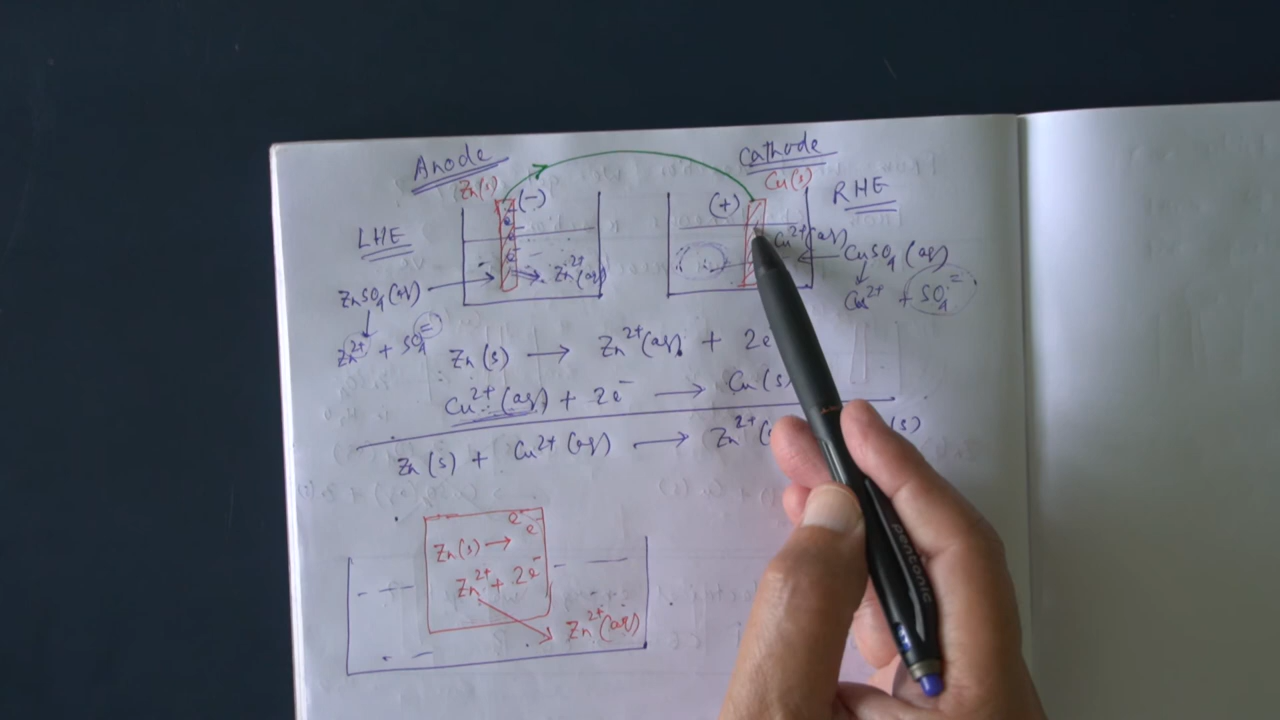 Anode
Cathode
Zn(s)
Cu(s)
(-)
(+)
RHE
LHE
Cu²⁺(aq)
CuSO₄(aq)
Zn²⁺(aq)
ZnSO₄(aq)
Cu²⁺ + SO₄⁼
Zn²⁺ + SO₄⁼
Zn(s) → Zn²⁺(aq) + 2e
Cu²⁺(aq) + 2e⁻ → Cu(s)
Zn(s) + Cu²⁺(aq) → Zn²⁺( (s)
e⁻
e⁻
Zn(s) →
Zn²⁺ + 2e⁻
Zn²⁺(aq)
pentonic